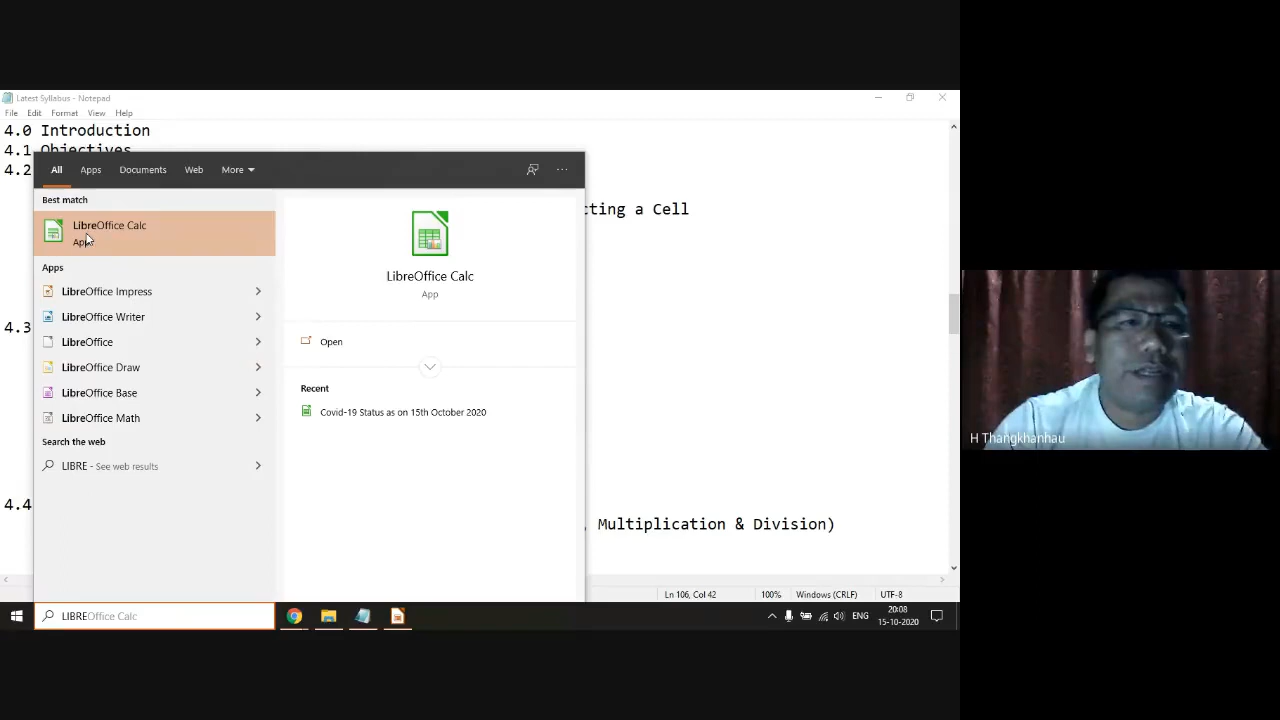 Latest Syllabus - Notepad
File Edit Format View Help
4.0 Introduction
4.1 Objectives
4.2
cting a Cell
4.3
4.4
, Multiplication & Division)
All Apps Documents Web More
Best match
LibreOffice Calc
App
Apps
LibreOffice Impress
LibreOffice Writer
LibreOffice
LibreOffice Draw
LibreOffice Base
LibreOffice Math
Search the web
LIBRE - See web results
LibreOffice Calc
App
Open
Recent
Covid-19 Status as on 15th October 2020
Ln 106, Col 42 100% Windows (CRLF) UTF-8
LIBREOffice Calc
ENG
20:08
15-10-2020
H Thangkhanhau